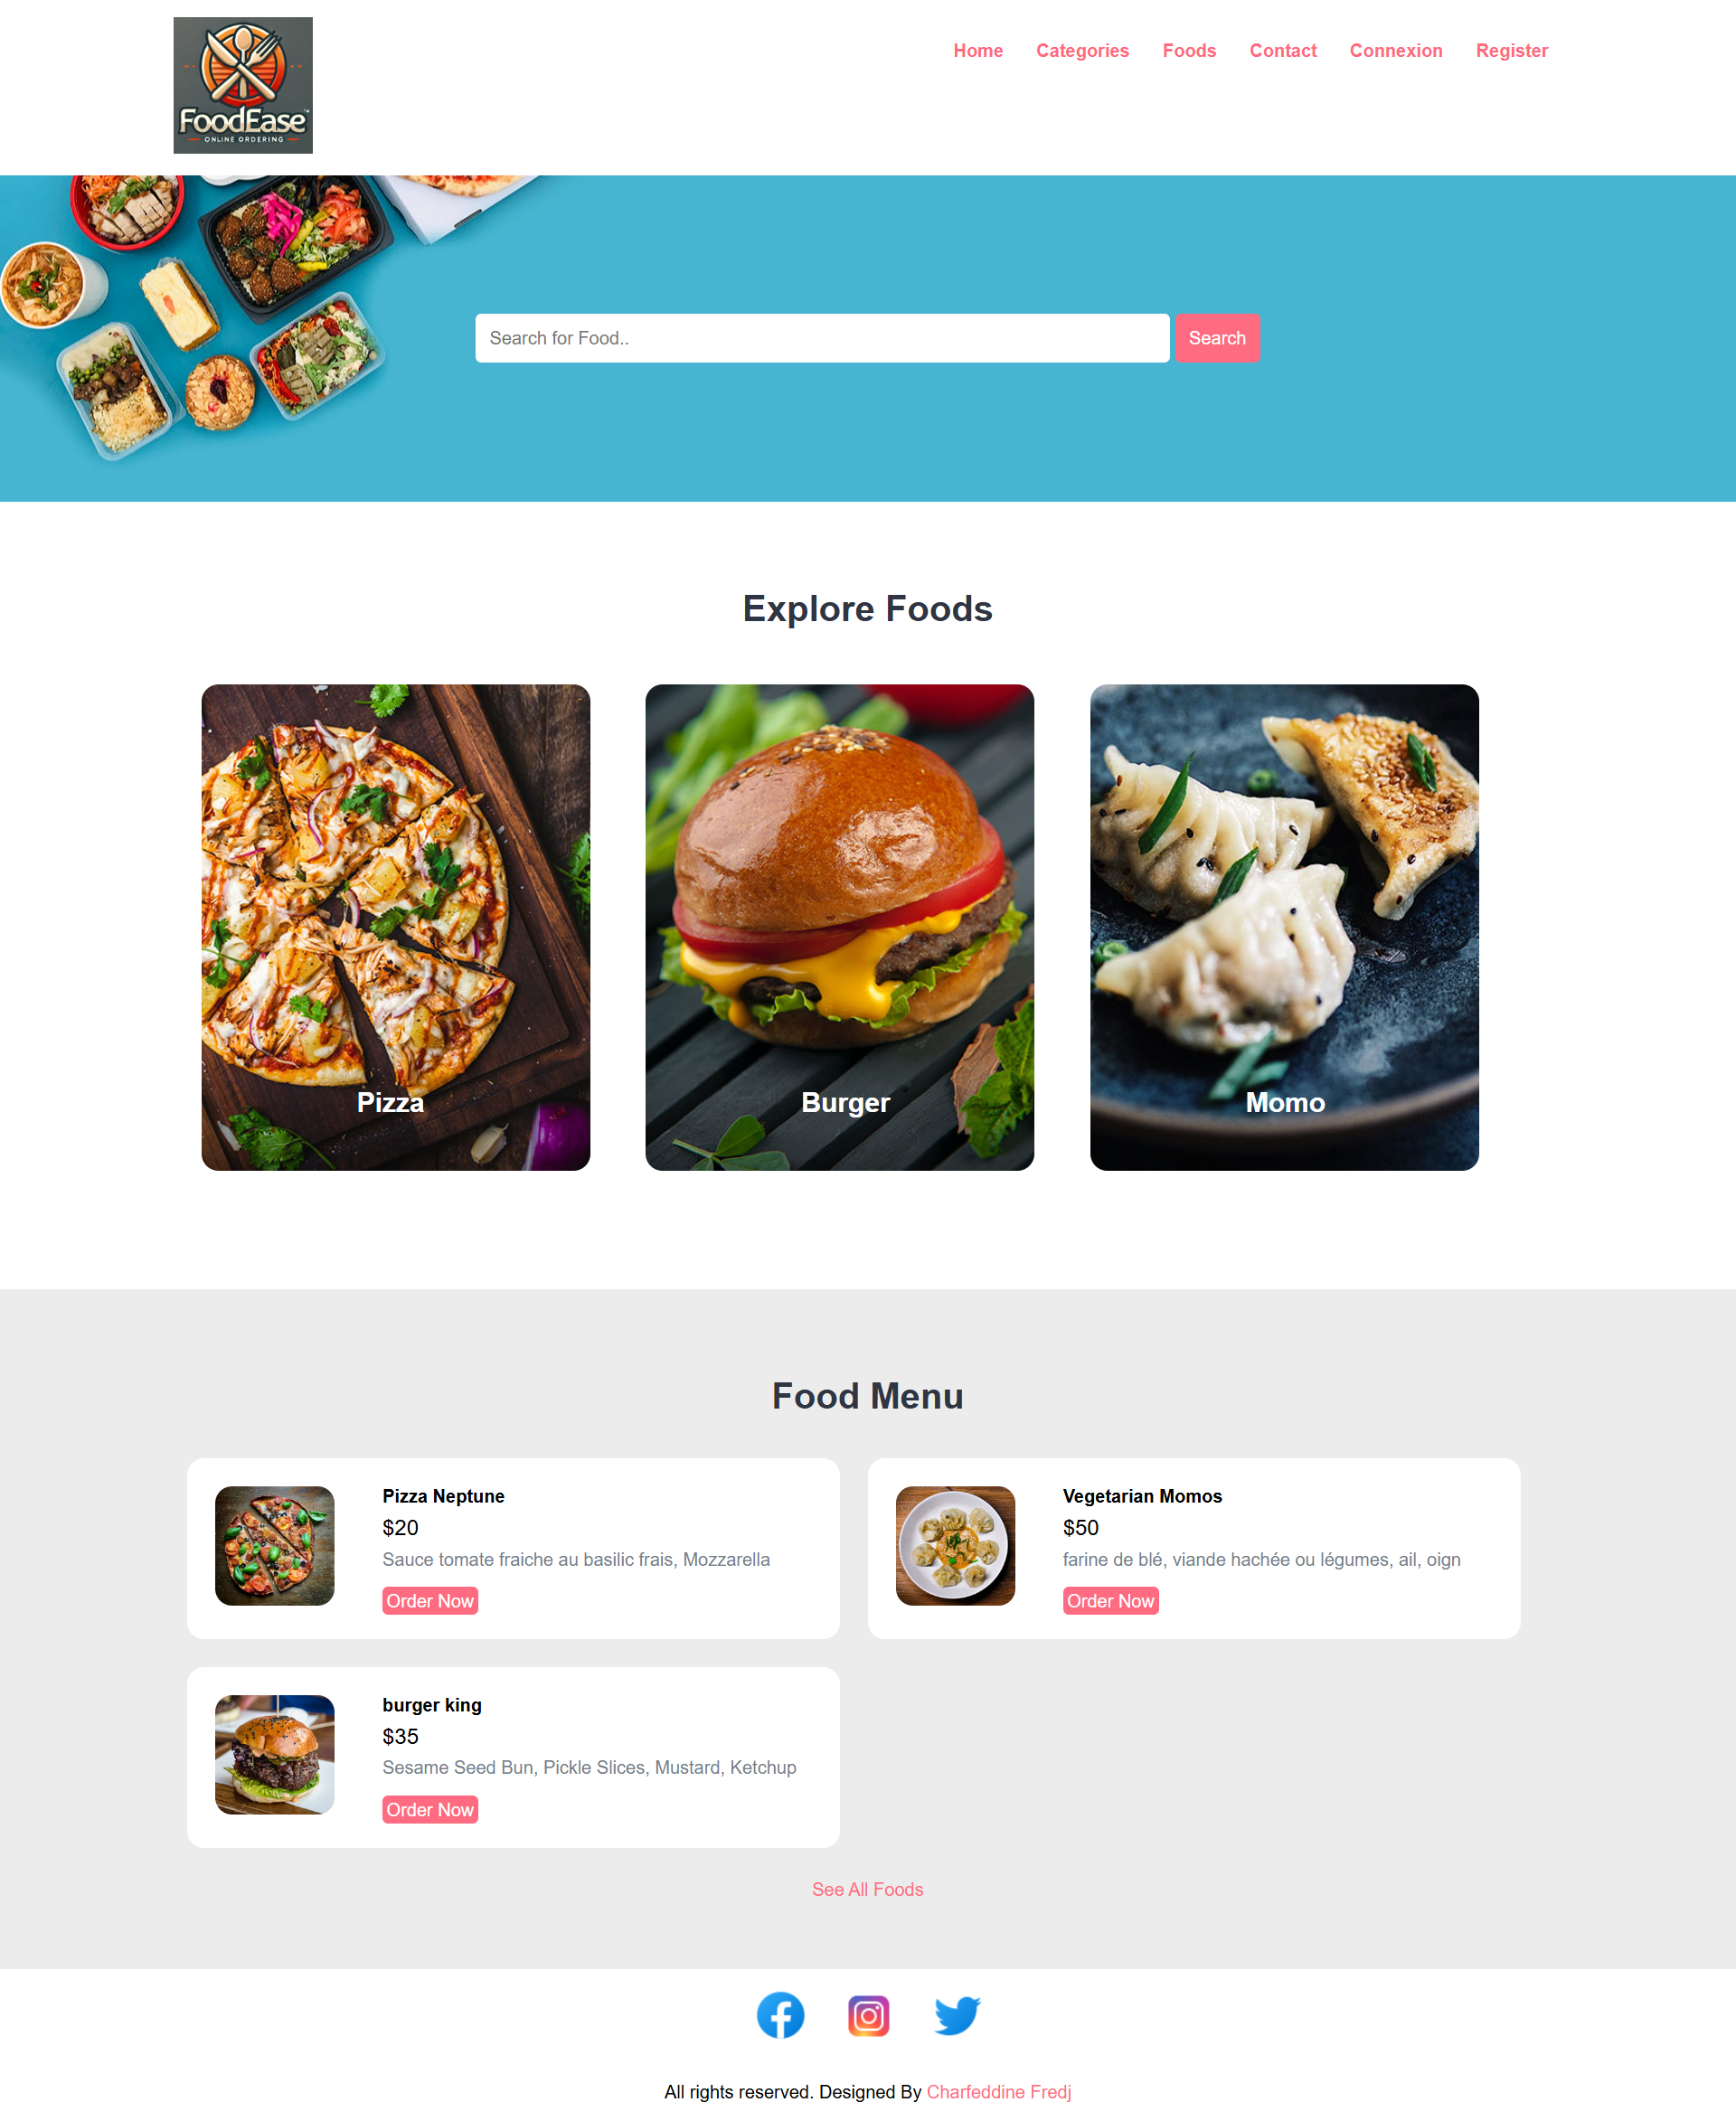 FoodEase
ONLINE ORDERING
Home Categories Foods Contact Connexion Register
Search for Food.. Search
Explore Foods
Pizza Burger Momo
Food Menu
Pizza Neptune
$20
Sauce tomate fraiche au basilic frais, Mozzarella
Order Now
Vegetarian Momos
$50
farine de blé, viande hachée ou légumes, ail, oign
Order Now
burger king
$35
Sesame Seed Bun, Pickle Slices, Mustard, Ketchup
Order Now
See All Foods
All rights reserved. Designed By Charfeddine Fredj